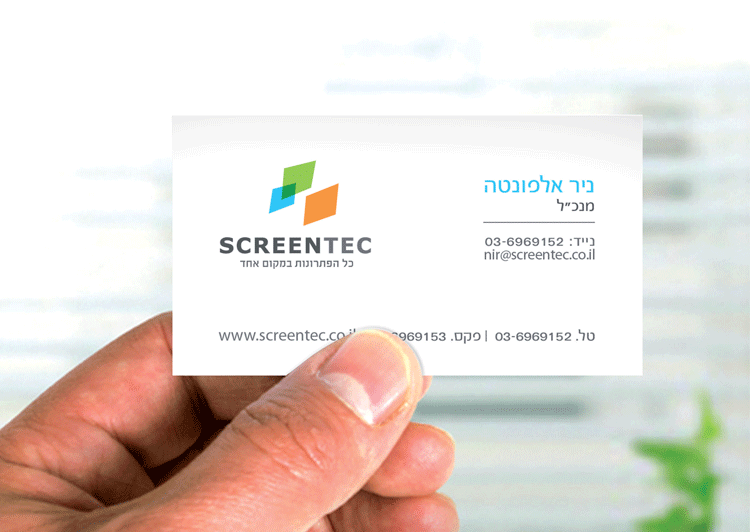 SCREENTEC
כל הפתרונות במקום אחד
ניר אלפונטה
מנכ״ל
נייד: 03-6969152
nir@screentec.co.il
טל. 03-6969152 | פקס. 6969153
www.screentec.co.il